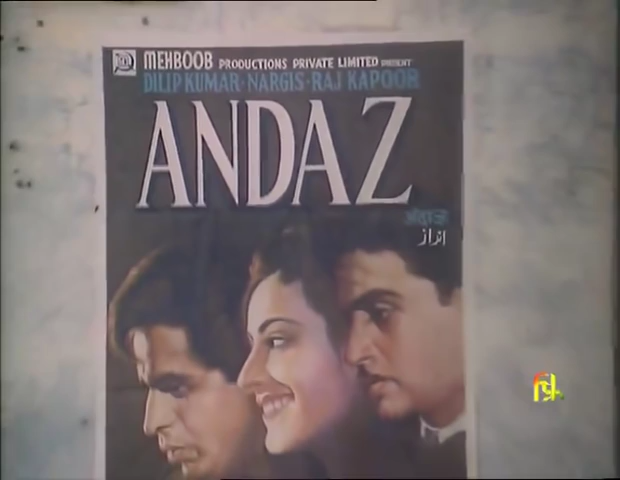 MEHBOOB PRODUCTIONS PRIVATE LIMITED PRESENT
DILIP KUMAR · NARGIS · RAJ KAPOOR
ANDAZ
अंदाज़
انداز